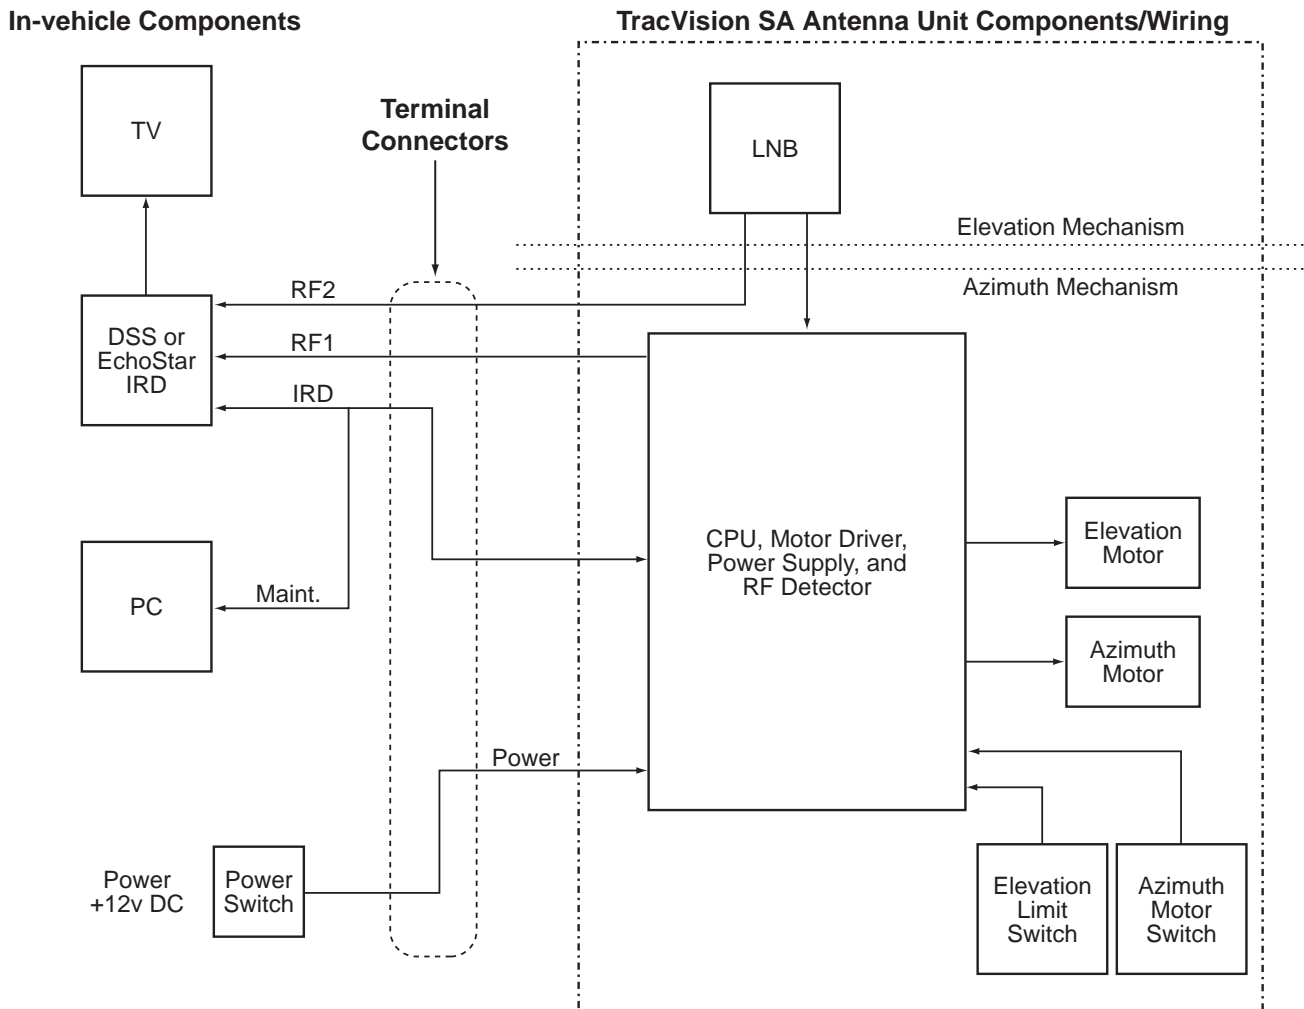 In-vehicle Components
TracVision SA Antenna Unit Components/Wiring
TV
Terminal
Connectors
LNB
Elevation Mechanism
Azimuth Mechanism
RF2
DSS or
EchoStar
IRD
RF1
IRD
CPU, Motor Driver,
Power Supply, and
RF Detector
Elevation
Motor
PC
Maint.
Azimuth
Motor
Power
Power
+12v DC
Power
Switch
Elevation
Limit
Switch
Azimuth
Motor
Switch